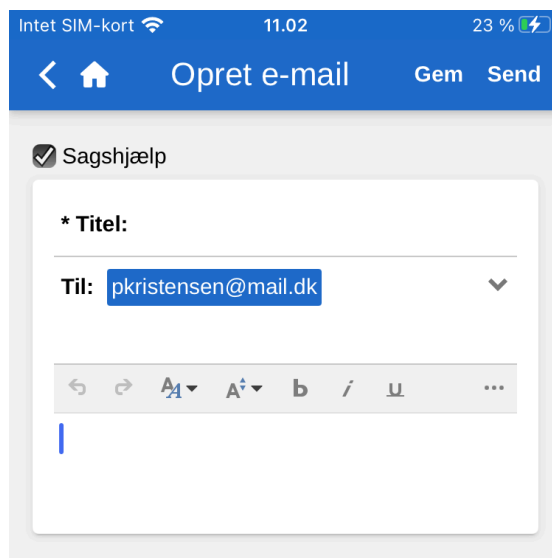 Intet SIM-kort 11.02 23 %
Opret e-mail Gem Send
Sagshjælp
* Titel:
Til: pkristensen@mail.dk
A A A b i u ...